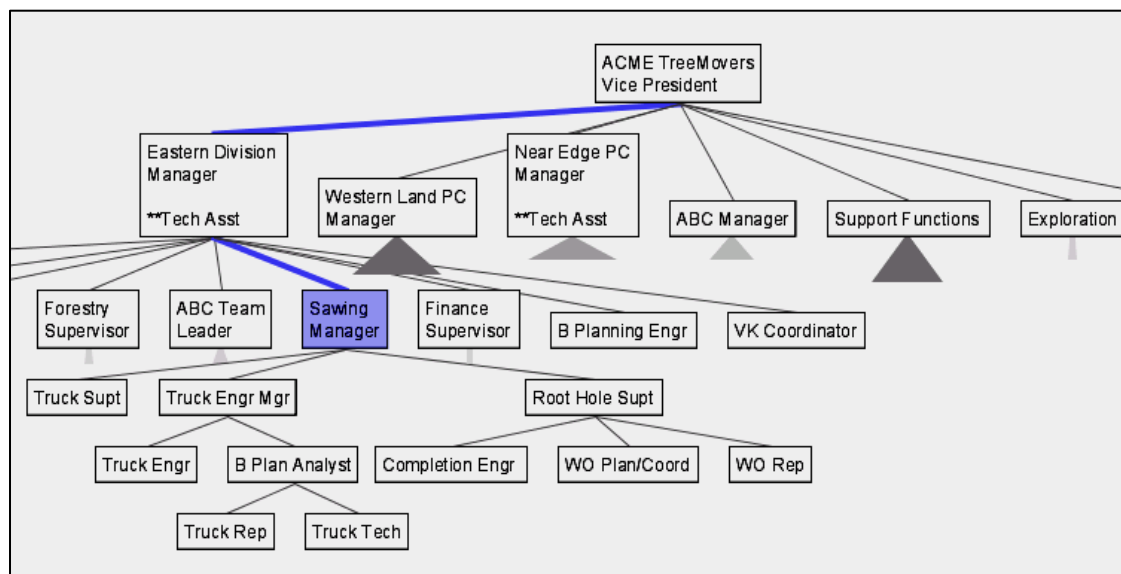 ACME TreeMovers
Vice President
Eastern Division
Manager
**Tech Asst
Near Edge PC
Manager
**Tech Asst
Western Land PC
Manager
ABC Manager
Support Functions
Exploration
Forestry
Supervisor
ABC Team
Leader
Sawing
Manager
Finance
Supervisor
B Planning Engr
VK Coordinator
Truck Supt
Truck Engr Mgr
Root Hole Supt
Truck Engr
B Plan Analyst
Completion Engr
WO Plan/Coord
WO Rep
Truck Rep
Truck Tech